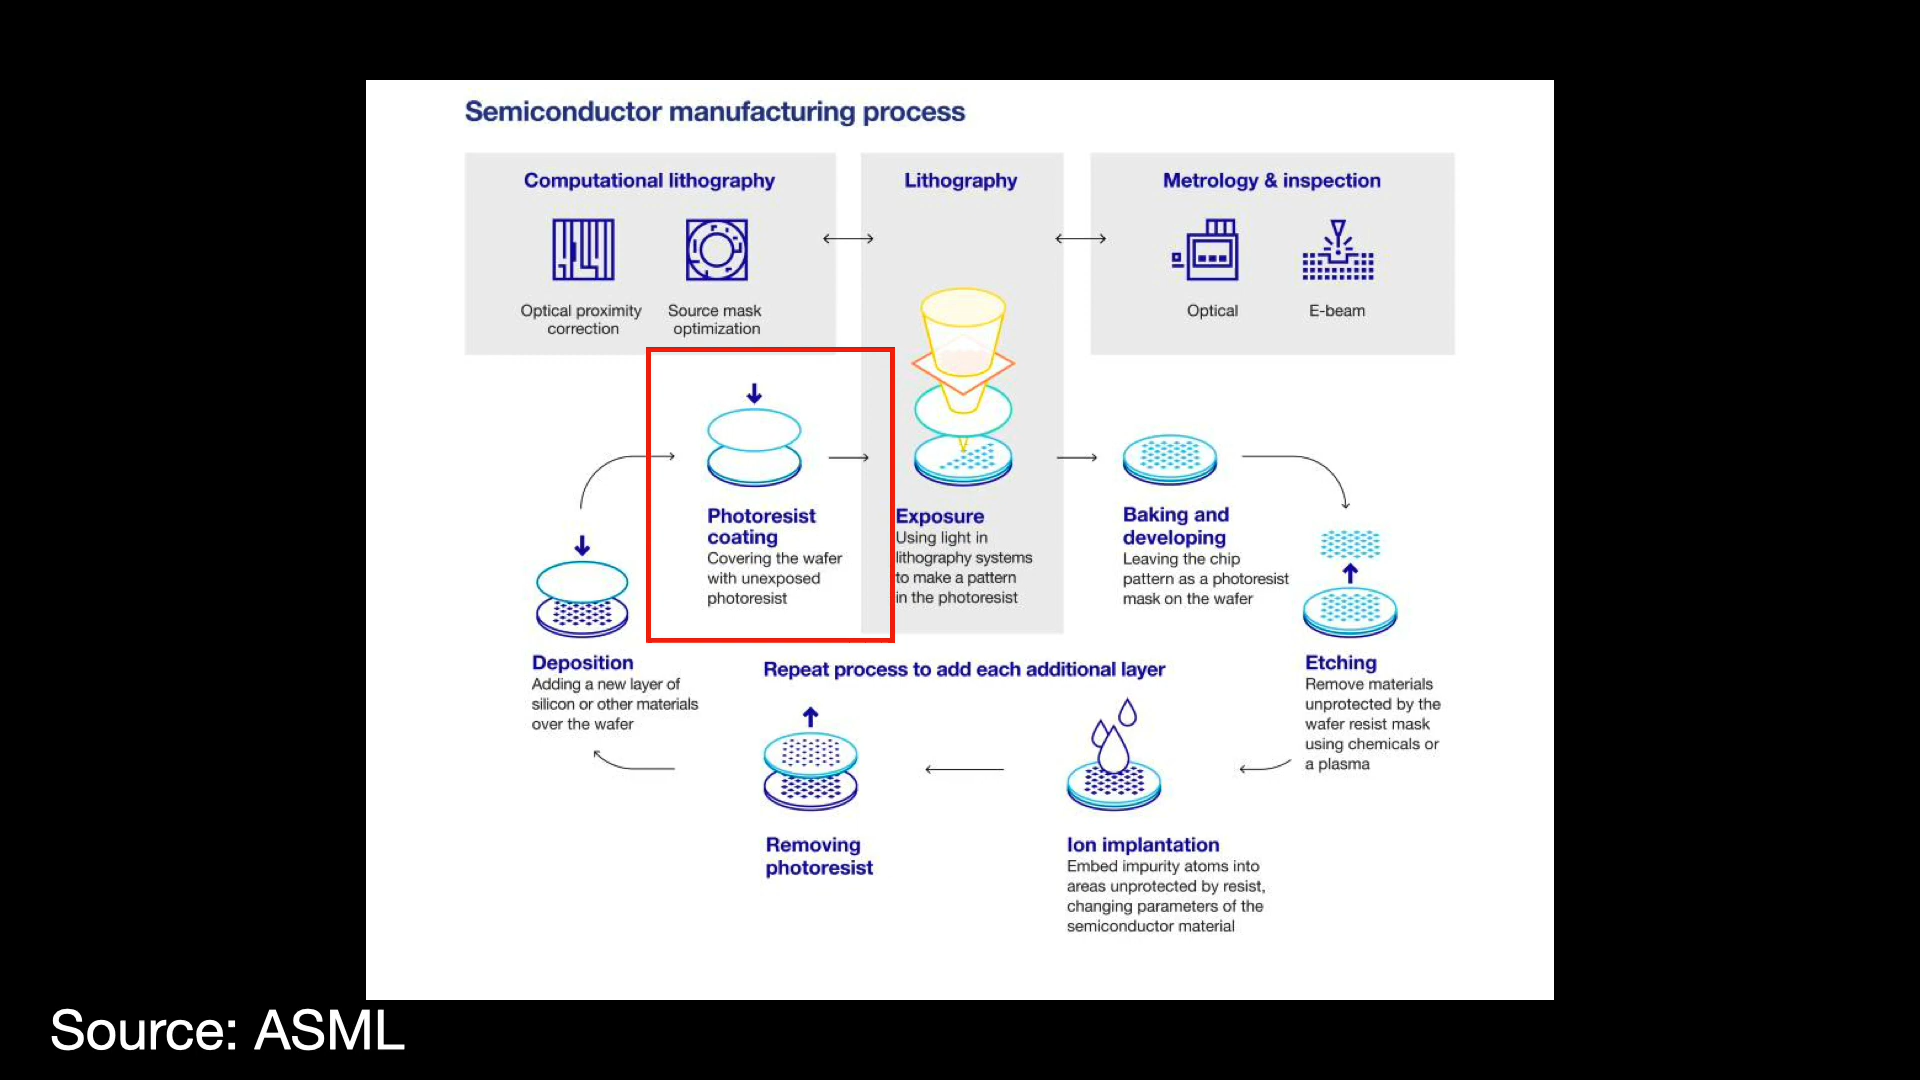 Semiconductor manufacturing process
Computational lithography
Optical proximity
correction
Source mask
optimization
Lithography
Metrology & inspection
Optical
E-beam
Photoresist
coating
Covering the wafer
with unexposed
photoresist
Exposure
Using light in
lithography systems
to make a pattern
in the photoresist
Baking and
developing
Leaving the chip
pattern as a photoresist
mask on the wafer
Deposition
Adding a new layer of
silicon or other materials
over the wafer
Repeat process to add each additional layer
Etching
Remove materials
unprotected by the
wafer resist mask
using chemicals or
a plasma
Removing
photoresist
Ion implantation
Embed impurity atoms into
areas unprotected by resist,
changing parameters of the
semiconductor material
Source: ASML